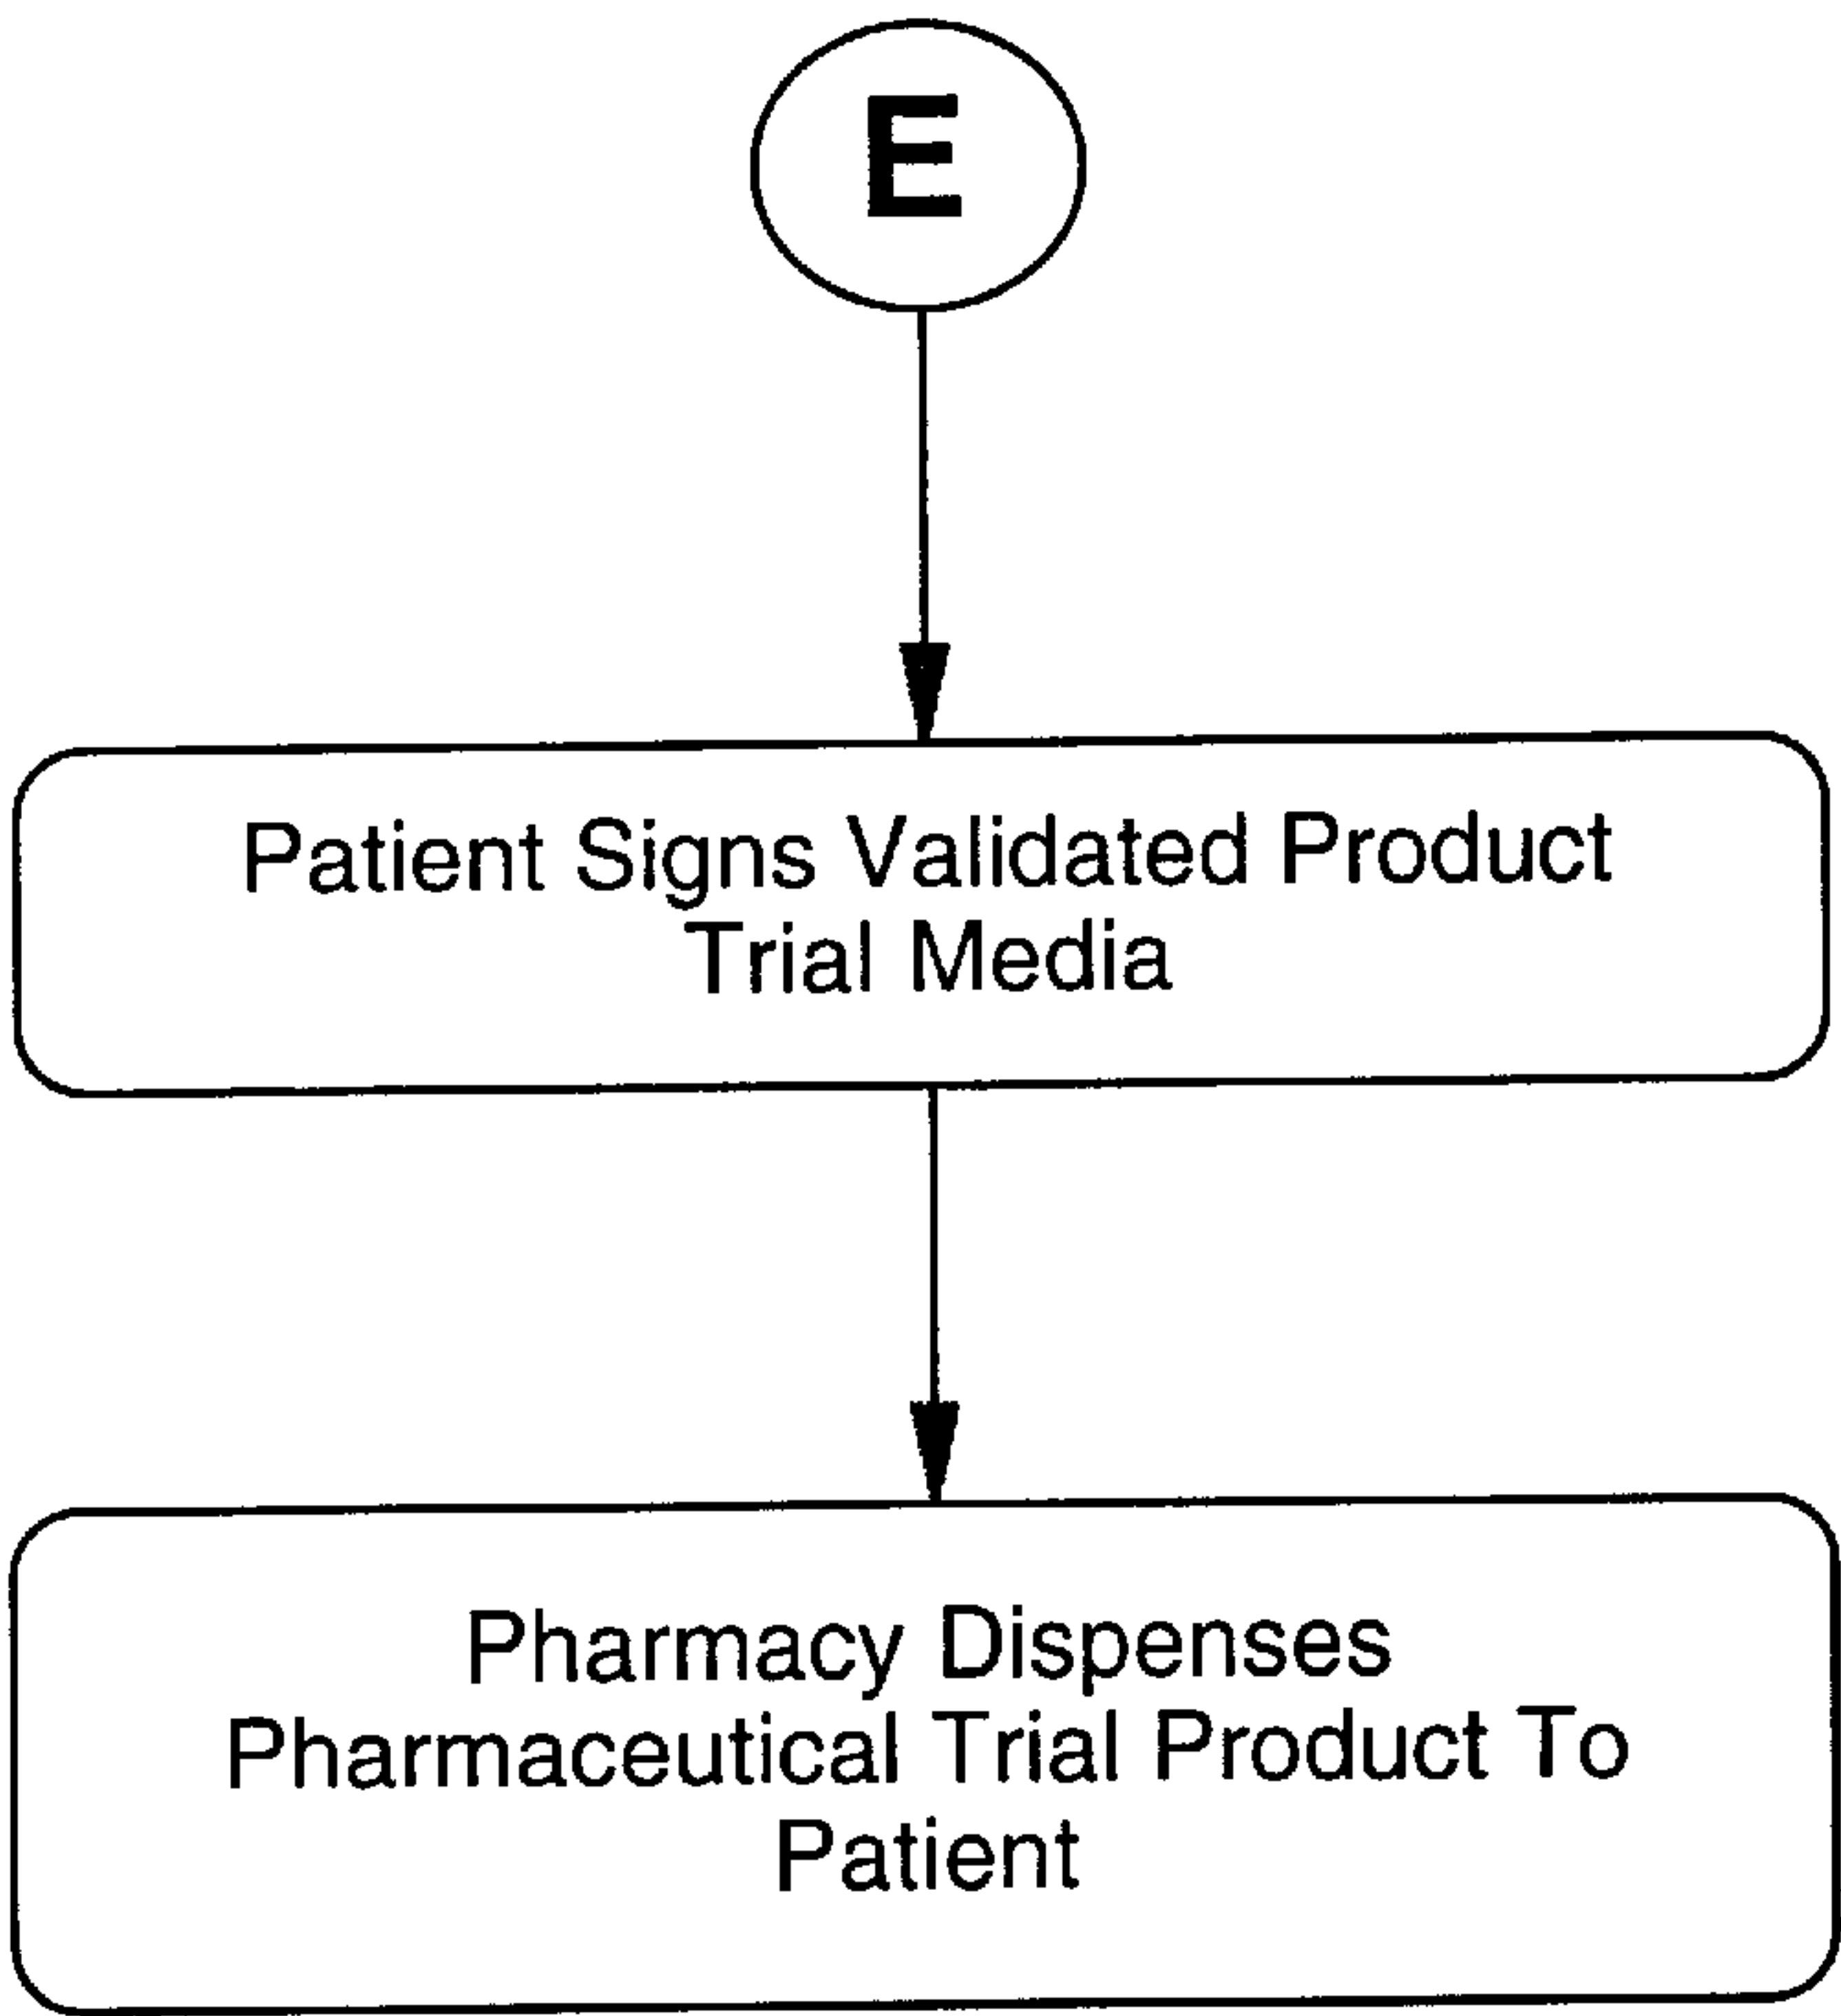 E
Patient Signs Validated Product
Trial Media
Pharmacy Dispenses
Pharmaceutical Trial Product To
Patient